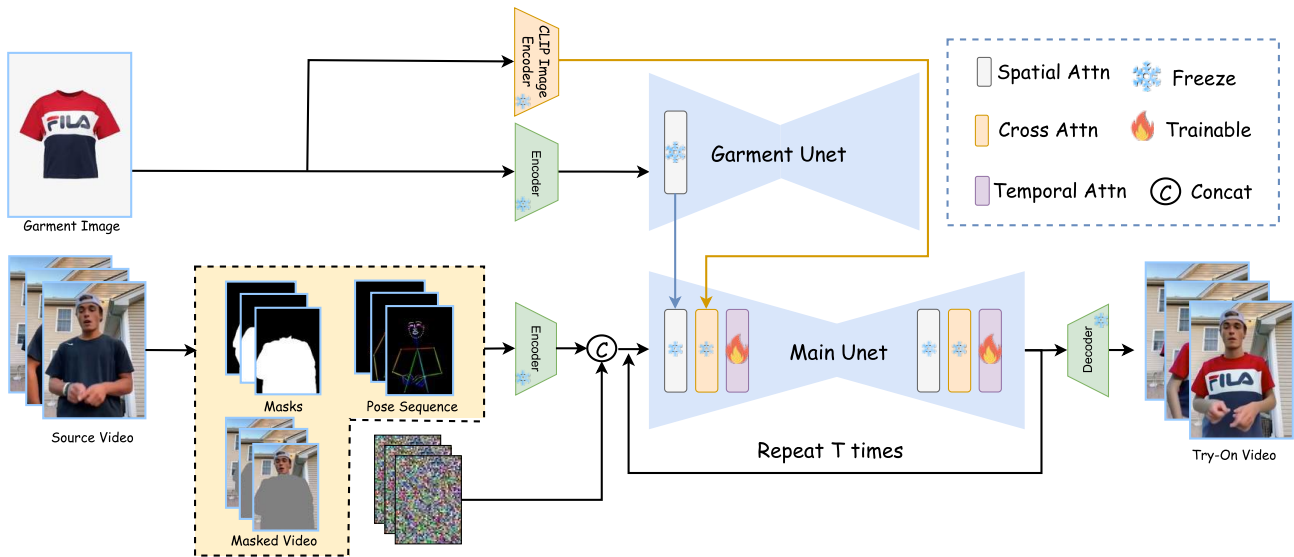 CLIP Image
Encoder
Spatial Attn
Freeze
Cross Attn
Trainable
Temporal Attn
C
Concat
FILA
Garment Image
Encoder
Garment Unet
Source Video
Masks
Pose Sequence
Masked Video
Encoder
C
Main Unet
Repeat T times
Decoder
FILA
Try-On Video